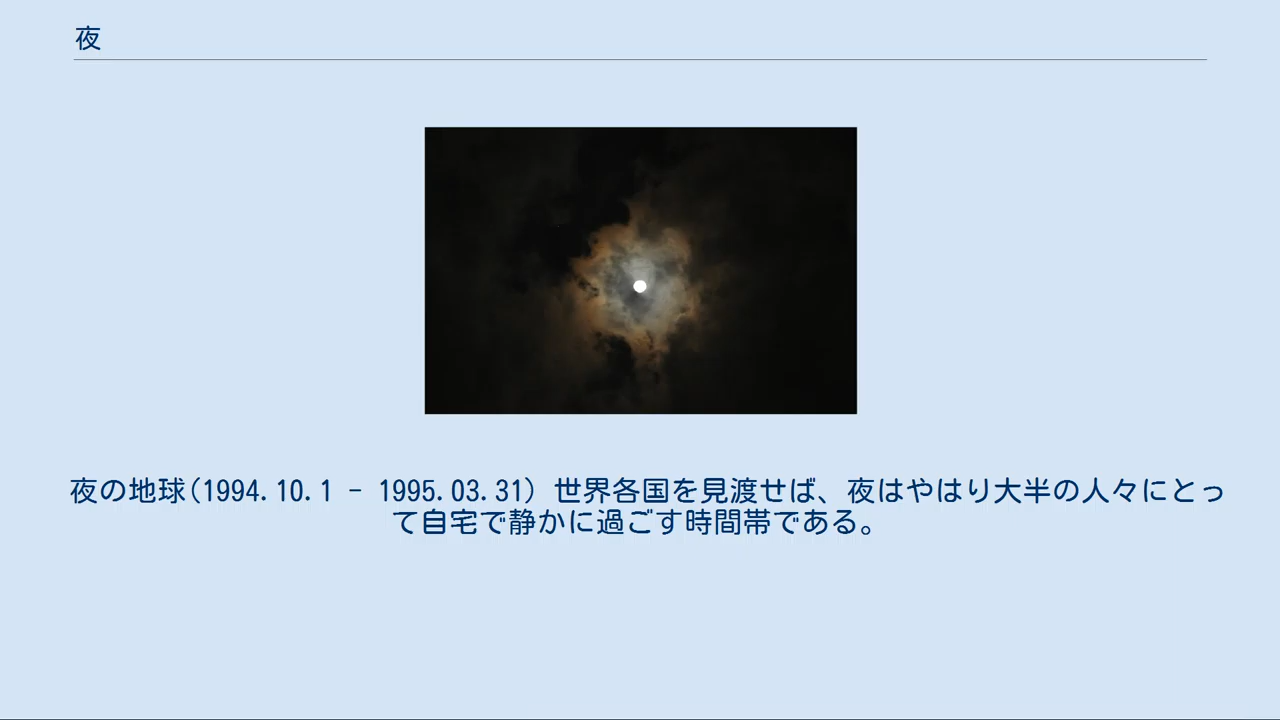 夜
夜の地球(1994.10.1 - 1995.03.31) 世界各国を見渡せば、夜はやはり大半の人々にとっ
て自宅で静かに過ごす時間帯である。